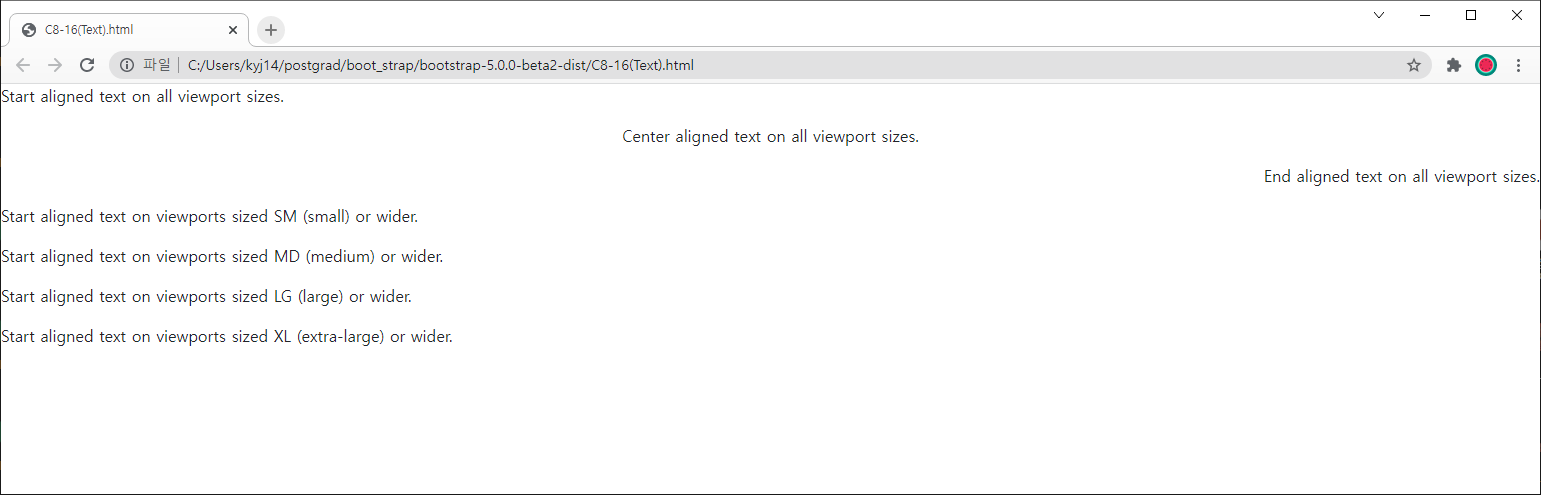 C8-16(Text).html
파일 C:/Users/kyj14/postgrad/boot_strap/bootstrap-5.0.0-beta2-dist/C8-16(Text).html
Start aligned text on all viewport sizes.
Center aligned text on all viewport sizes.
End aligned text on all viewport sizes.
Start aligned text on viewports sized SM (small) or wider.
Start aligned text on viewports sized MD (medium) or wider.
Start aligned text on viewports sized LG (large) or wider.
Start aligned text on viewports sized XL (extra-large) or wider.